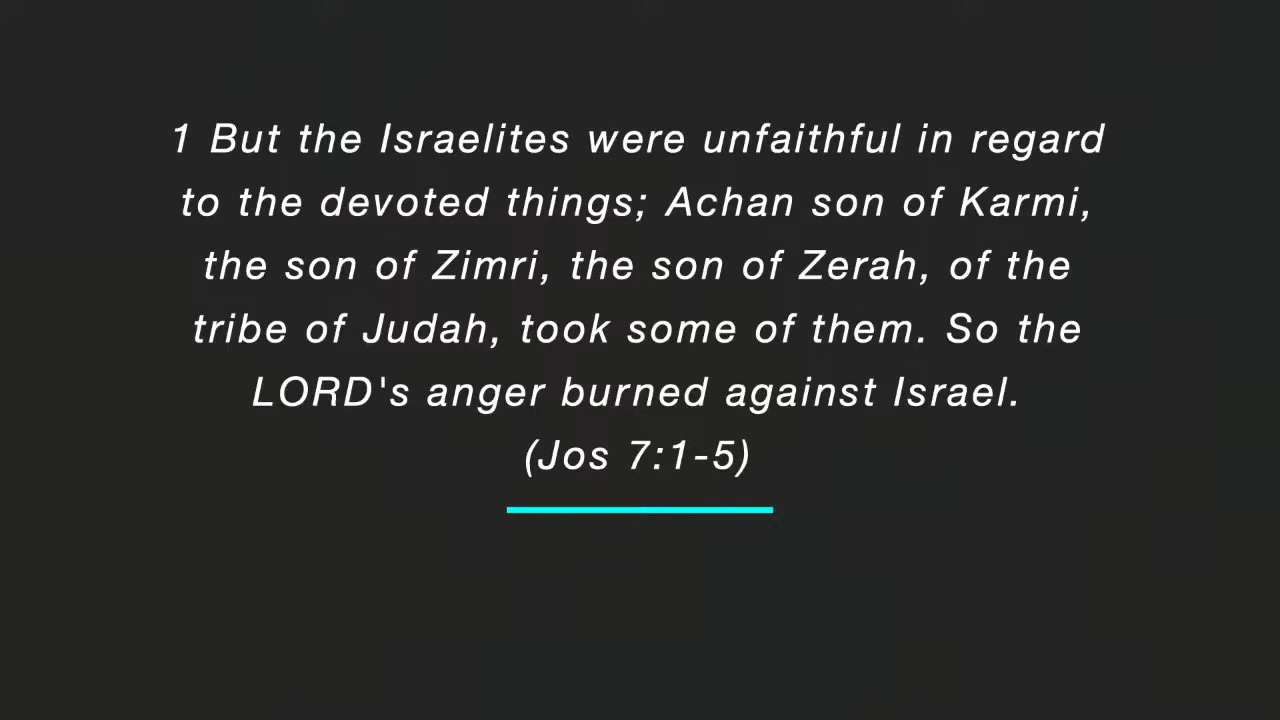 1 But the Israelites were unfaithful in regard
to the devoted things; Achan son of Karmi,
the son of Zimri, the son of Zerah, of the
tribe of Judah, took some of them. So the
LORD's anger burned against Israel.
(Jos 7:1-5)